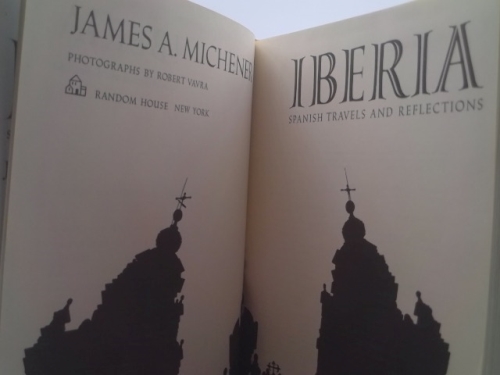 JAMES A. MICHENER
PHOTOGRAPHS BY ROBERT VAVRA
RANDOM HOUSE NEW YORK
IBERIA
SPANISH TRAVELS AND REFLECTIONS